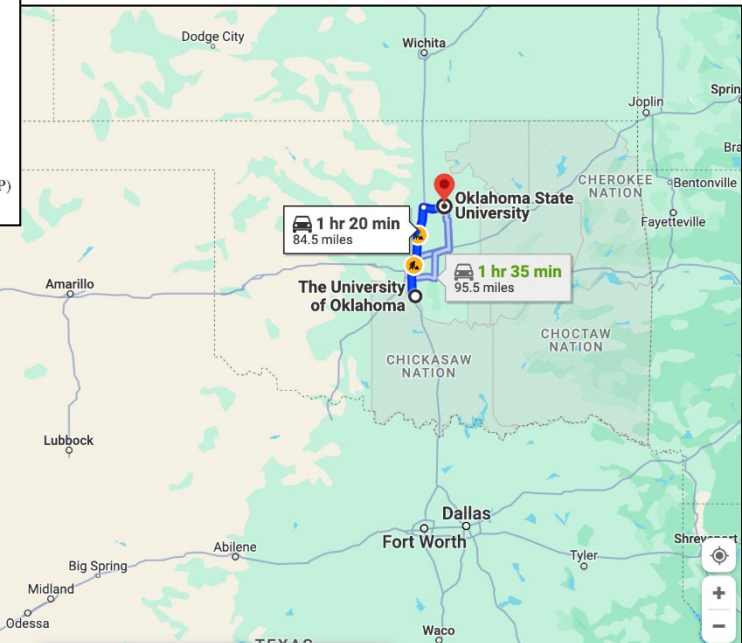 P)
Dodge City
Wichita
Joplin
Sprin
Bra
CHEROKEE
NATION
Bentonville
Fayetteville
Oklahoma State
University
1 hr 20 min
84.5 miles
1 hr 35 min
95.5 miles
The University
of Oklahoma
Amarillo
CHOCTAW
NATION
CHICKASAW
NATION
Lubbock
Dallas
Fort Worth
Shreveport
Abilene
Tyler
Big Spring
Midland
Odessa
Waco
TEXAS
+
−